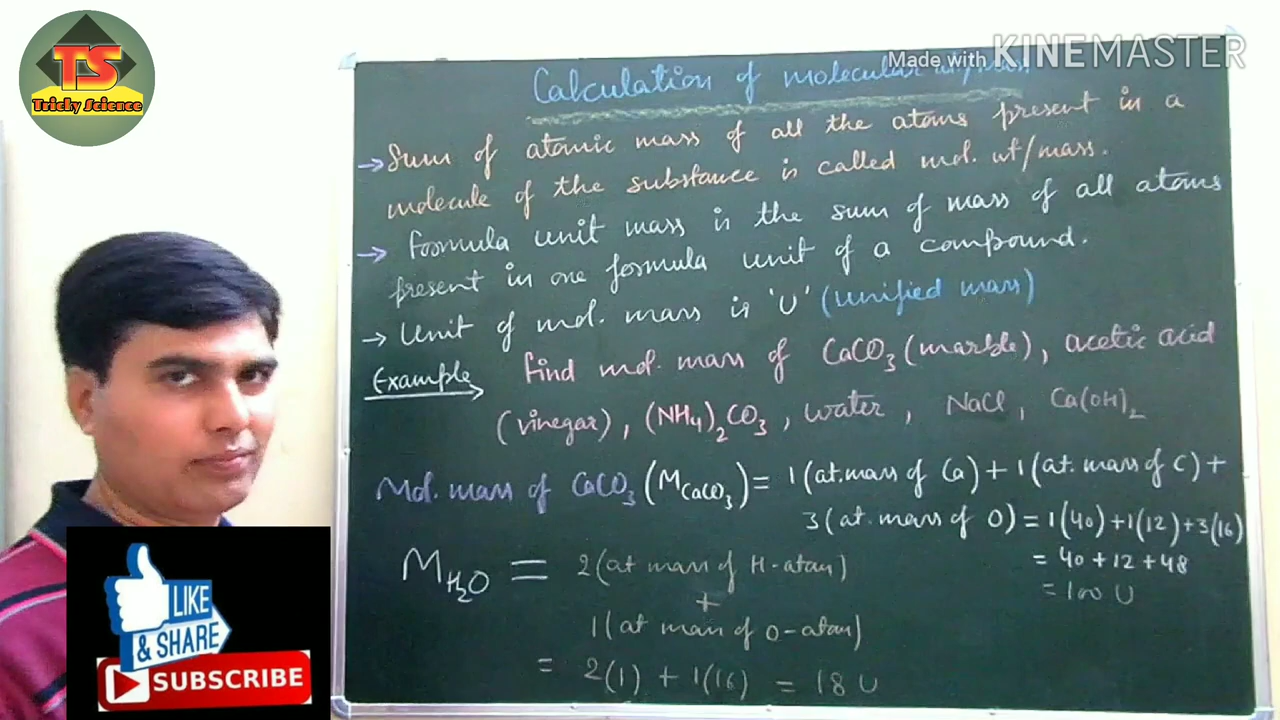 TS
Tricky Science
Made with KINEMASTER
Calculation of molecular
→ Sum of atomic mass of all the atoms present in a
molecule of the substance is called mol. wt/mass.
→ Formula unit mass is the sum of mass of all atoms
present in one formula unit of a compound.
→ Unit of mol. mass is 'U' (Unified mass)
Example → Find mol. mass of CaCO₃ (marble), acetic acid
(vinegar), (NH₄)₂CO₃, water, NaCl, Ca(OH)₂
Mol. mass of CaCO₃ (M CaCO₃) = 1 (at. mass of Ca) + 1 (at. mass of C) +
3 (at. mass of O) = 1(40) + 1(12) + 3(16)
= 40 + 12 + 48
= 100 U
M H₂O = 2 (at mass of H-atom)
+
1 (at mass of O-atom)
= 2(1) + 1(16) = 18 U
LIKE
& SHARE
SUBSCRIBE